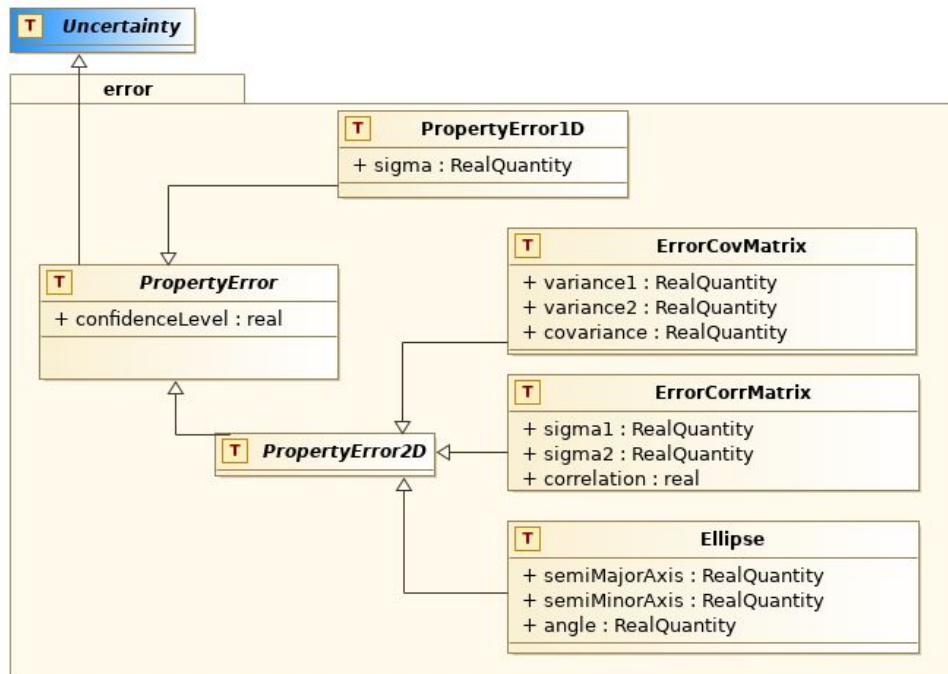 T Uncertainty
error
T PropertyError1D
+ sigma : RealQuantity
T ErrorCovMatrix
+ variance1 : RealQuantity
+ variance2 : RealQuantity
+ covariance : RealQuantity
T PropertyError
+ confidenceLevel : real
T ErrorCorrMatrix
+ sigma1 : RealQuantity
+ sigma2 : RealQuantity
+ correlation : real
T PropertyError2D
T Ellipse
+ semiMajorAxis : RealQuantity
+ semiMinorAxis : RealQuantity
+ angle : RealQuantity